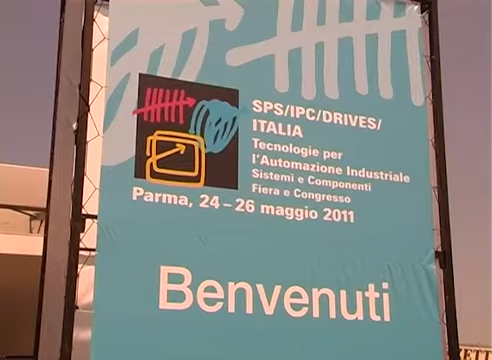 SPS/IPC/DRIVES/
ITALIA
Tecnologie per
l'Automazione Industriale
Sistemi e Componenti
Fiera e Congresso
Parma, 24 – 26 maggio 2011
Benvenuti